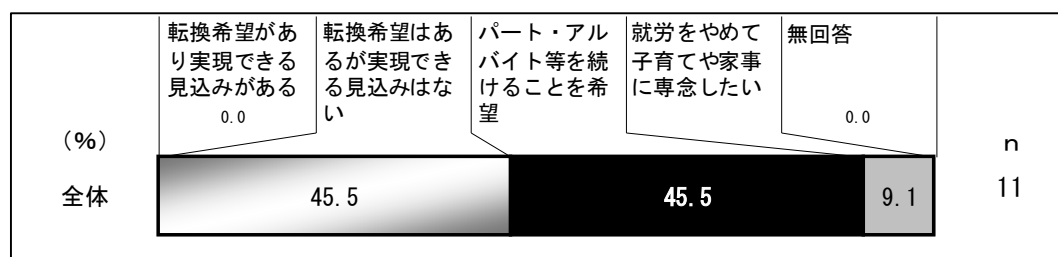 転換希望があ
り実現できる
見込みがある
0.0
転換希望はあ
るが実現でき
る見込みはな
い
パート・アル
バイト等を続
けることを希
望
就労をやめて
子育てや家事
に専念したい
無回答
0.0
（％）
ｎ
全体
45.5
45.5
9.1
11